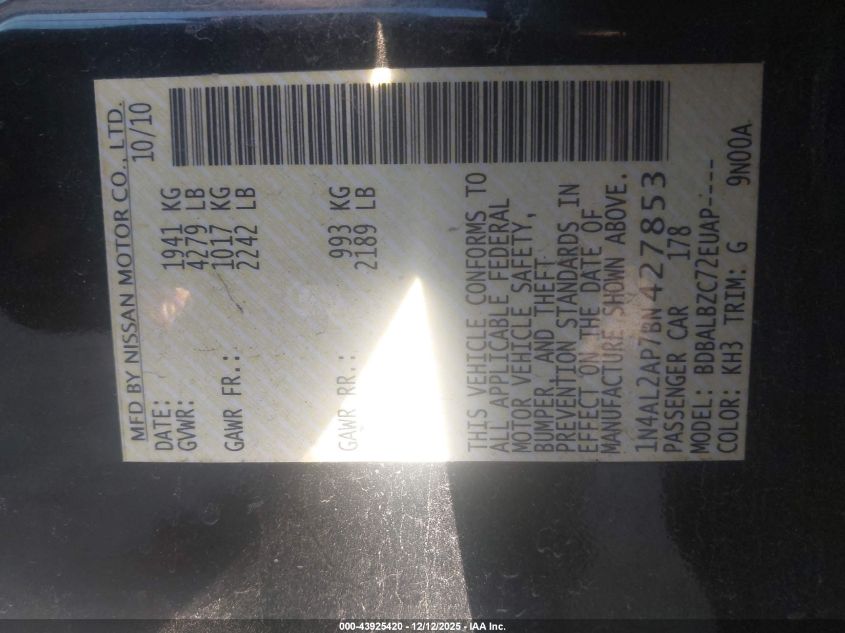 MFD BY NISSAN MOTOR CO., LTD.
DATE: 10/10
GVWR: 1941 KG
4279 LB
GAWR FR.: 1017 KG
2242 LB
GAWR RR.: 993 KG
2189 LB
THIS VEHICLE CONFORMS TO
ALL APPLICABLE FEDERAL
MOTOR VEHICLE SAFETY,
BUMPER, AND THEFT
PREVENTION STANDARDS IN
EFFECT ON THE DATE OF
MANUFACTURE SHOWN ABOVE.
1N4AL2AP7BN427853
PASSENGER CAR 178
MODEL: BDBALBZC72EUAP----
COLOR: KH3 TRIM: G 9N00A
000-43925420 - 12/12/2025 - IAA Inc.